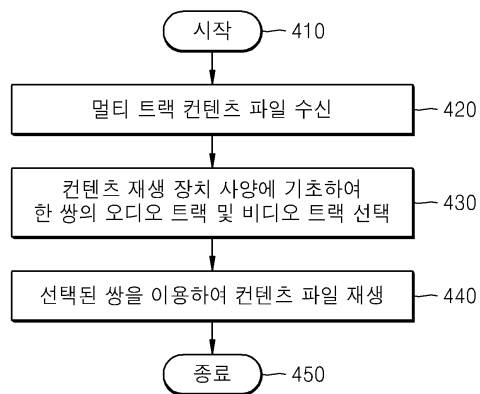 시작 410
멀티 트랙 컨텐츠 파일 수신 420
컨텐츠 재생 장치 사양에 기초하여
한 쌍의 오디오 트랙 및 비디오 트랙 선택 430
선택된 쌍을 이용하여 컨텐츠 파일 재생 440
종료 450